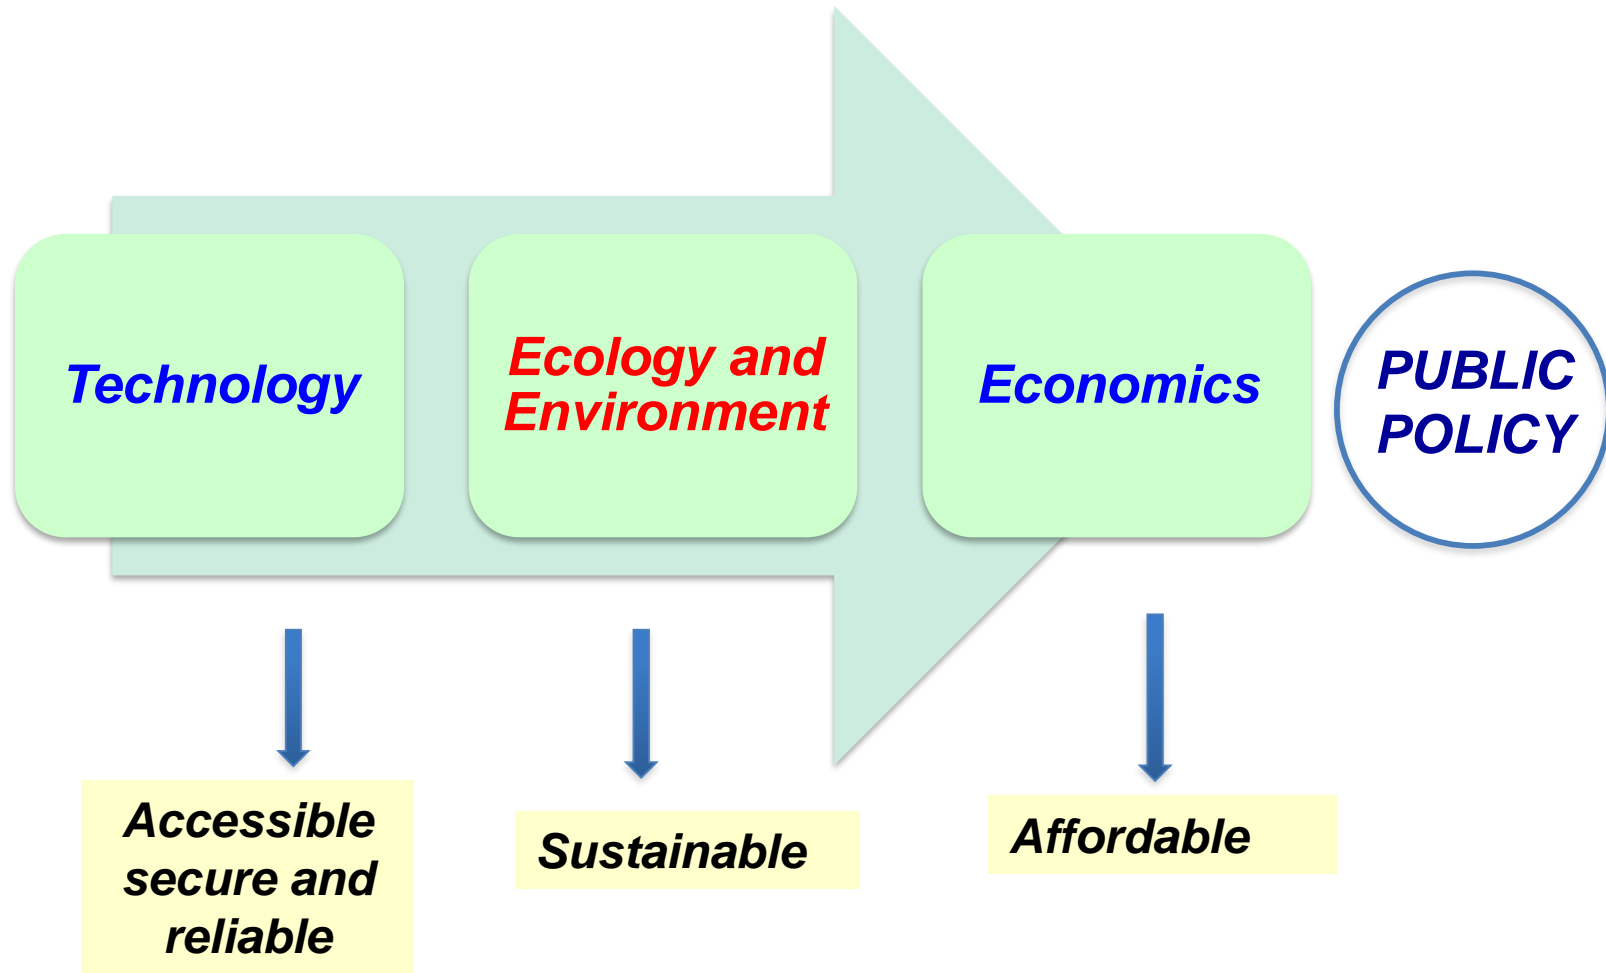 Technology
Ecology and
Environment
Economics
PUBLIC
POLICY
Accessible
secure and
reliable
Sustainable
Affordable